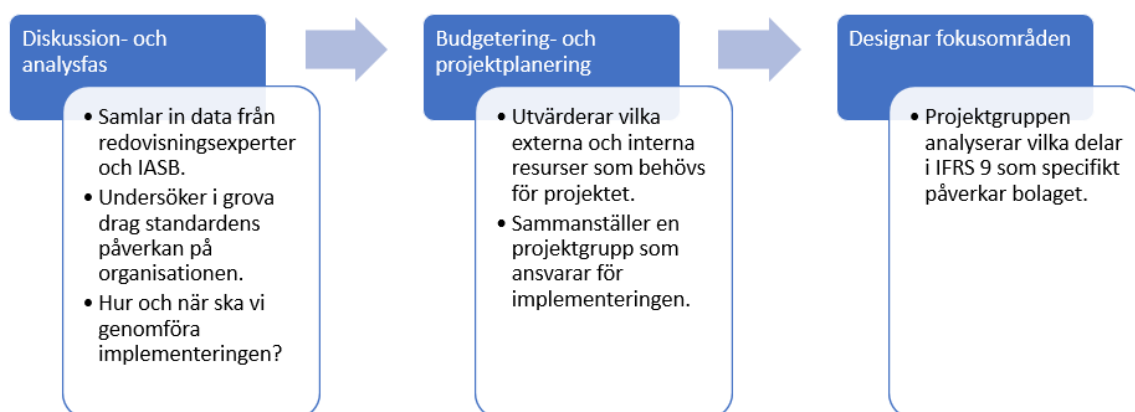 Diskussion- och
analysfas
• Samlar in data från
redovisningsexperter
och IASB.
• Undersöker i grova
drag standardens
påverkan på
organisationen.
• Hur och när ska vi
genomföra
implementeringen?
Budgetering- och
projektplanering
• Utvärderar vilka
externa och interna
resurser som behövs
för projektet.
• Sammanställer en
projektgrupp som
ansvarar för
implementeringen.
Designar fokusområden
• Projektgruppen
analyserar vilka delar
i IFRS 9 som specifikt
påverkar bolaget.